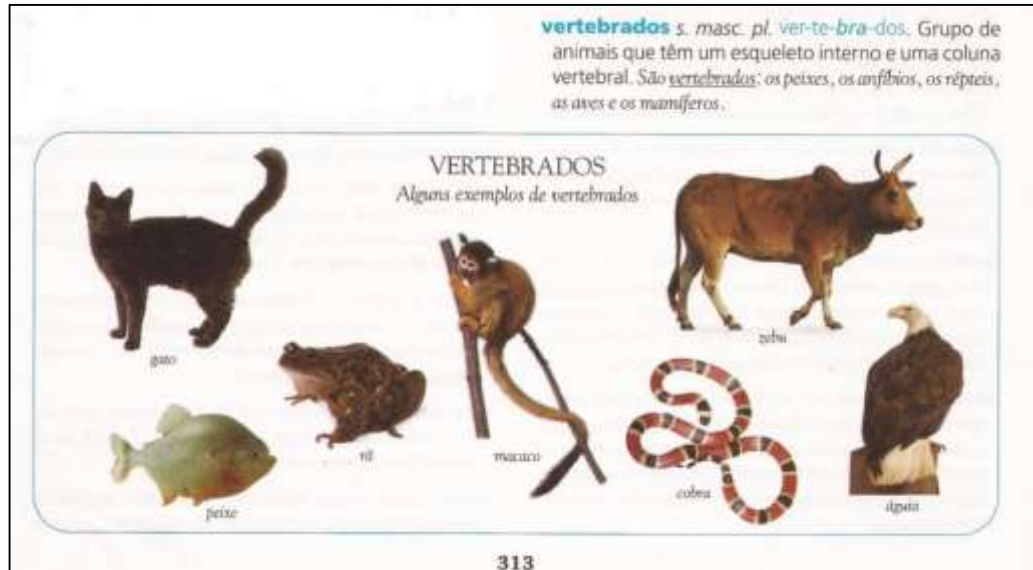 vertebrados s. masc. pl. ver-te-bra-dos. Grupo de
animais que têm um esqueleto interno e uma coluna
vertebral. São vertebrados: os peixes, os anfíbios, os répteis,
as aves e os mamíferos.
VERTEBRADOS
Alguns exemplos de vertebrados
gato
zebu
rã
macaco
cobra
águia
peixe
313